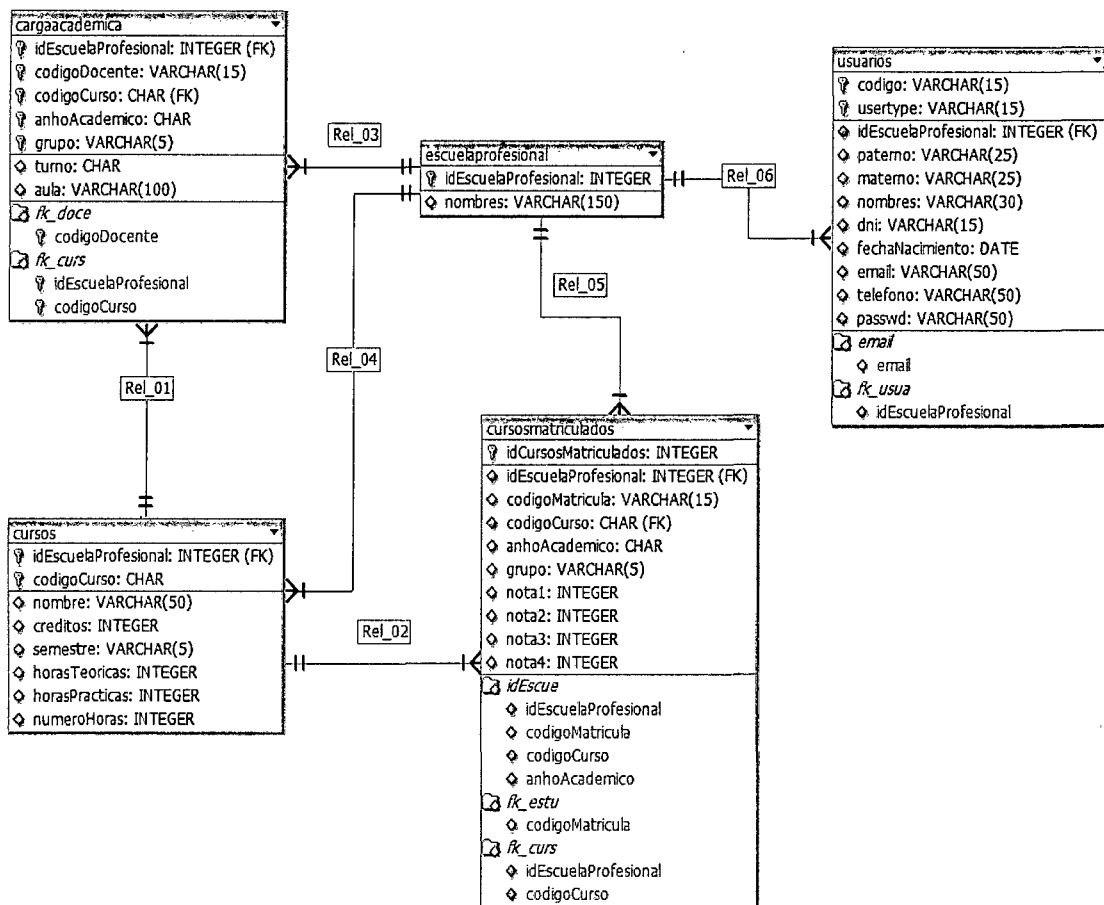 cargaacademica
idEscuelaProfesional: INTEGER (FK)
codigoDocente: VARCHAR(15)
codigoCurso: CHAR (FK)
anhoAcademico: CHAR
grupo: VARCHAR(5)
turno: CHAR
aula: VARCHAR(100)
fk_doce
codigoDocente
fk_curs
idEscuelaProfesional
codigoCurso
Rel_03
escuelaprofesional
idEscuelaProfesional: INTEGER
nombres: VARCHAR(150)
Rel_06
usuarios
codigo: VARCHAR(15)
usertype: VARCHAR(15)
idEscuelaProfesional: INTEGER (FK)
paterno: VARCHAR(25)
materno: VARCHAR(25)
nombres: VARCHAR(30)
dni: VARCHAR(15)
fechaNacimiento: DATE
email: VARCHAR(50)
telefono: VARCHAR(50)
passwd: VARCHAR(50)
email
email
fk_usua
idEscuelaProfesional
Rel_05
Rel_04
Rel_01
cursos
idEscuelaProfesional: INTEGER (FK)
codigoCurso: CHAR
nombre: VARCHAR(50)
creditos: INTEGER
semestre: VARCHAR(5)
horasTeoricas: INTEGER
horasPracticas: INTEGER
numeroHoras: INTEGER
Rel_02
cursosmatriculados
idCursosMatriculados: INTEGER
idEscuelaProfesional: INTEGER (FK)
codigoMatricula: VARCHAR(15)
codigoCurso: CHAR (FK)
anhoAcademico: CHAR
grupo: VARCHAR(5)
nota1: INTEGER
nota2: INTEGER
nota3: INTEGER
nota4: INTEGER
idEscue
idEscuelaProfesional
codigoMatricula
codigoCurso
anhoAcademico
fk_estu
codigoMatricula
fk_curs
idEscuelaProfesional
codigoCurso